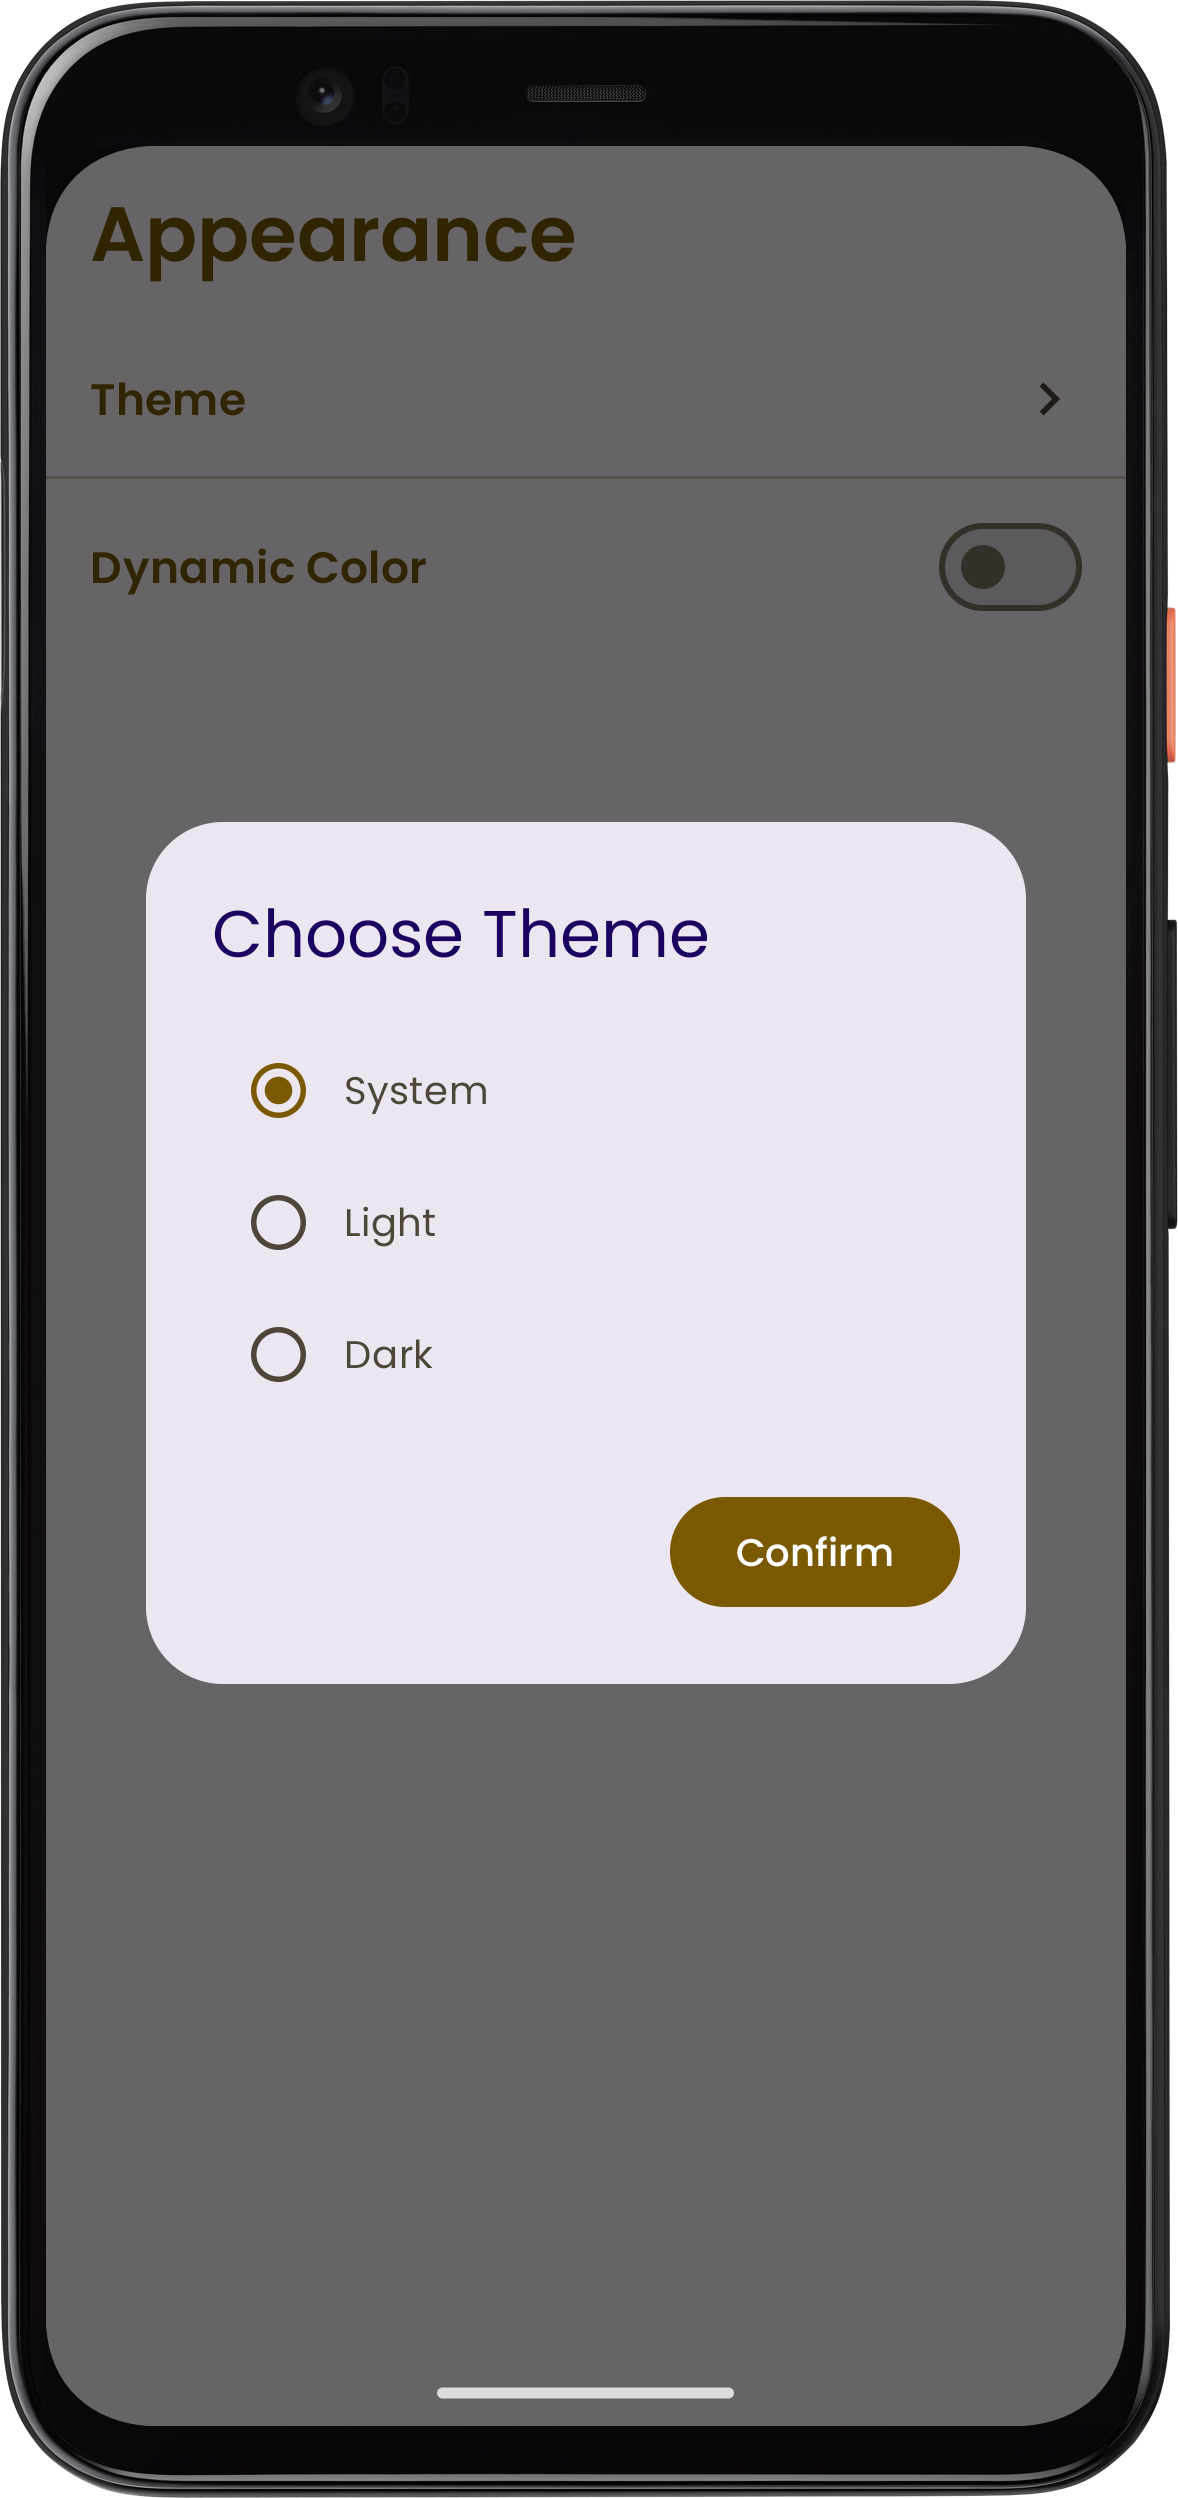 Appearance
Theme
Dynamic Color
Choose Theme
System
Light
Dark
Confirm